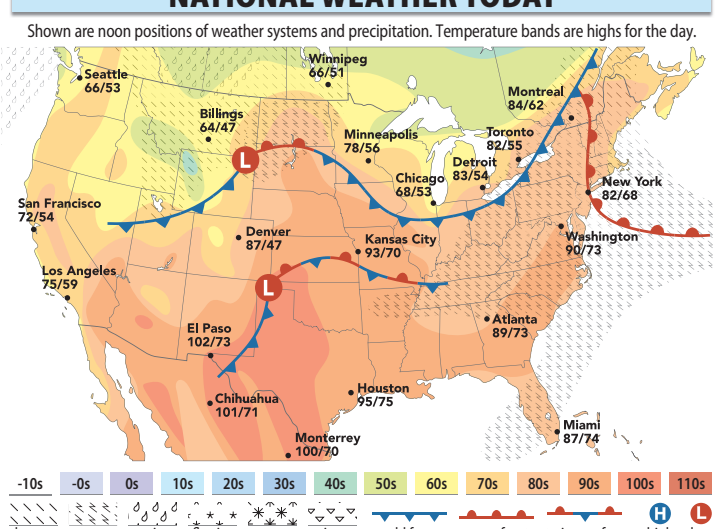 NATIONAL WEATHER TODAY
Shown are noon positions of weather systems and precipitation. Temperature bands are highs for the day.
Winnipeg
66/51
Seattle
66/53
Montreal
84/62
Billings
64/47
Minneapolis
78/56
Toronto
82/55
Detroit
83/54
Chicago
68/53
L
New York
82/68
San Francisco
72/54
Denver
87/47
Kansas City
93/70
Washington
90/73
Los Angeles
75/59
L
Atlanta
89/73
El Paso
102/73
Chihuahua
101/71
Houston
95/75
Miami
87/74
Monterrey
100/70
-10s -0s 0s 10s 20s 30s 40s 50s 60s 70s 80s 90s 100s 110s
H L